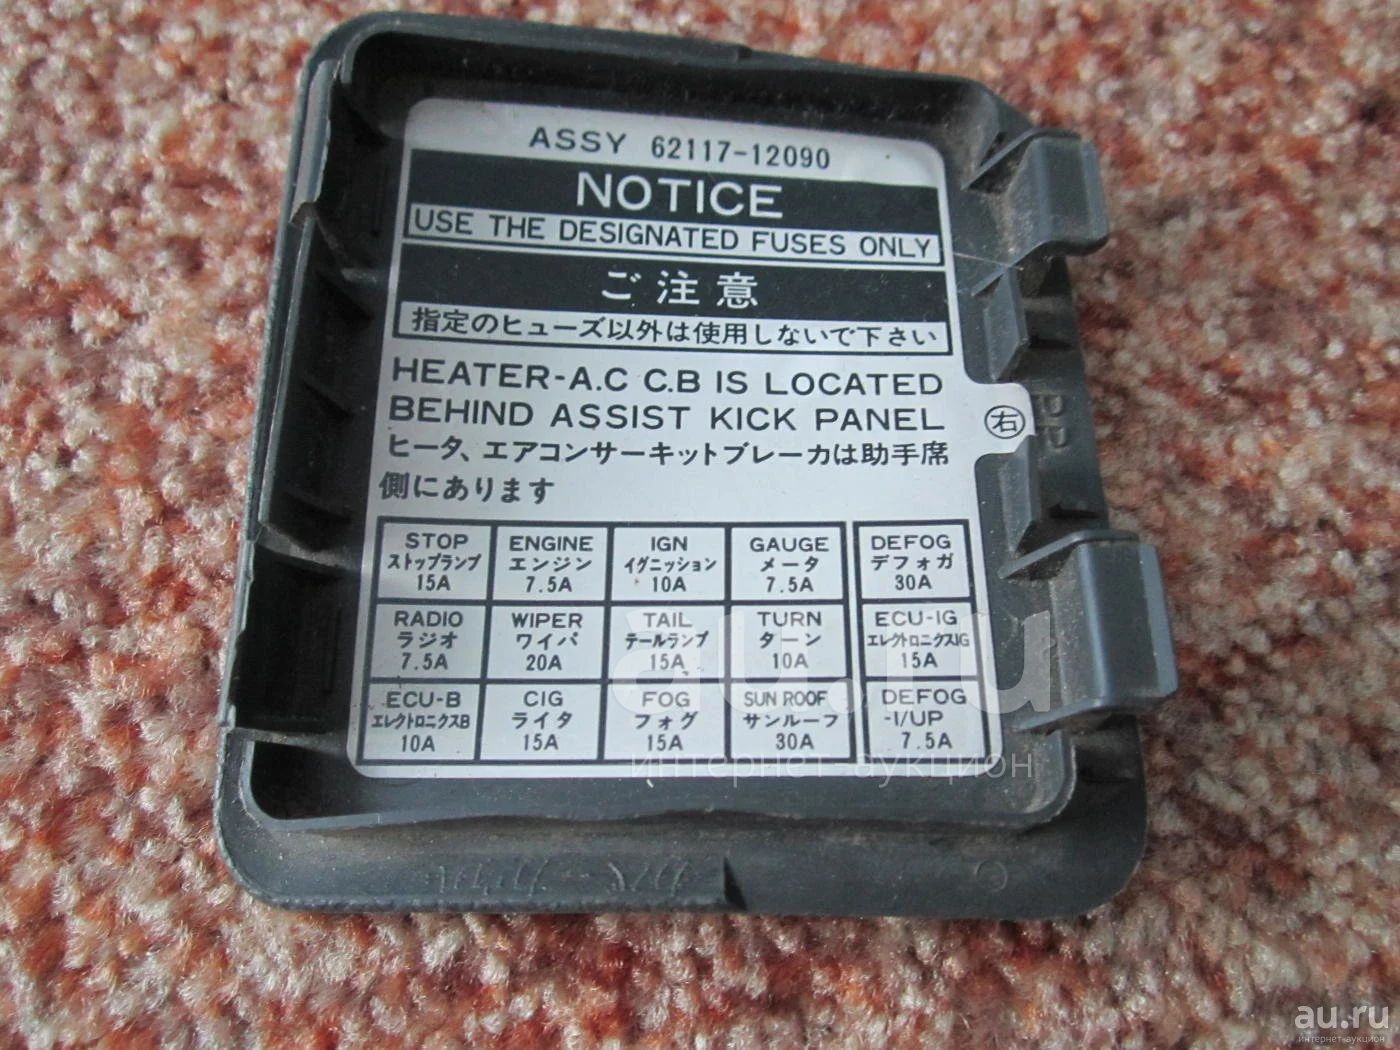 ASSY 62117-12090
NOTICE
USE THE DESIGNATED FUSES ONLY
ご注意
指定のヒューズ以外は使用しないで下さい
HEATER-A.C C.B IS LOCATED
BEHIND ASSIST KICK PANEL
右
ヒータ、エアコンサーキットブレーカは助手席
側にあります
STOP ENGINE IGN GAUGE DEFOG
ストップランプ エンジン イグニッション メータ デフォガ
15A 7.5A 10A 7.5A 30A
RADIO WIPER TAIL TURN ECU-IG
ラジオ ワイパ テールランプ ターン エレクトロニクスIG
7.5A 20A 15A 10A 15A
ECU-B CIG FOG SUN ROOF DEFOG
エレクトロニクスB ライタ フォグ サンルーフ -I/UP
10A 15A 15A 30A 7.5A
PP
au.ru
интернет-аукцион
au.ru
интернет-аукцион